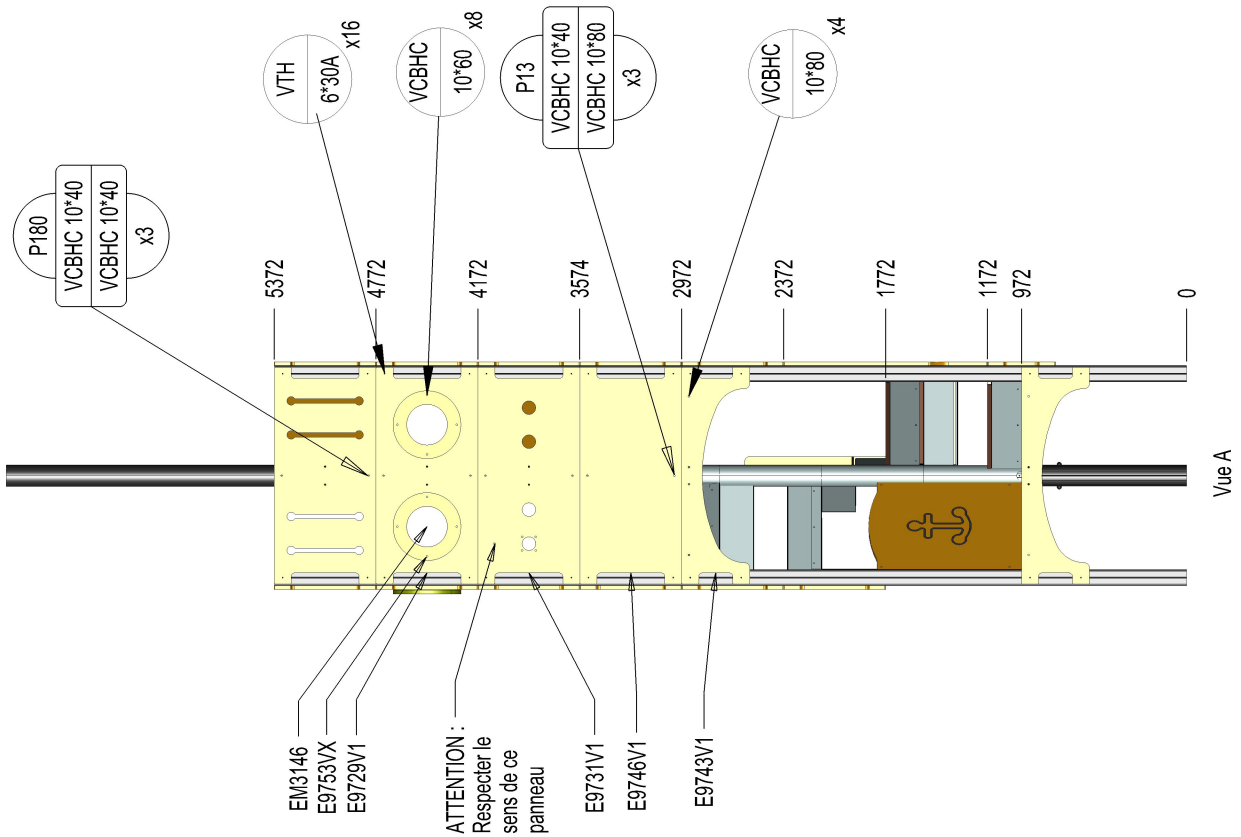 P180
VCBHC 10*40
VCBHC 10*40
x3
VTH
6*30A
x16
VCBHC
10*60
x8
P13
VCBHC 10*40
VCBHC 10*80
x3
VCBHC
10*80
x4
5372
4772
4172
3574
2972
2372
1772
1172
972
0
EM3146
E9753VX
E9729V1
ATTENTION :
Respecter le
sens de ce
panneau
E9731V1
E9746V1
E9743V1
Vue A